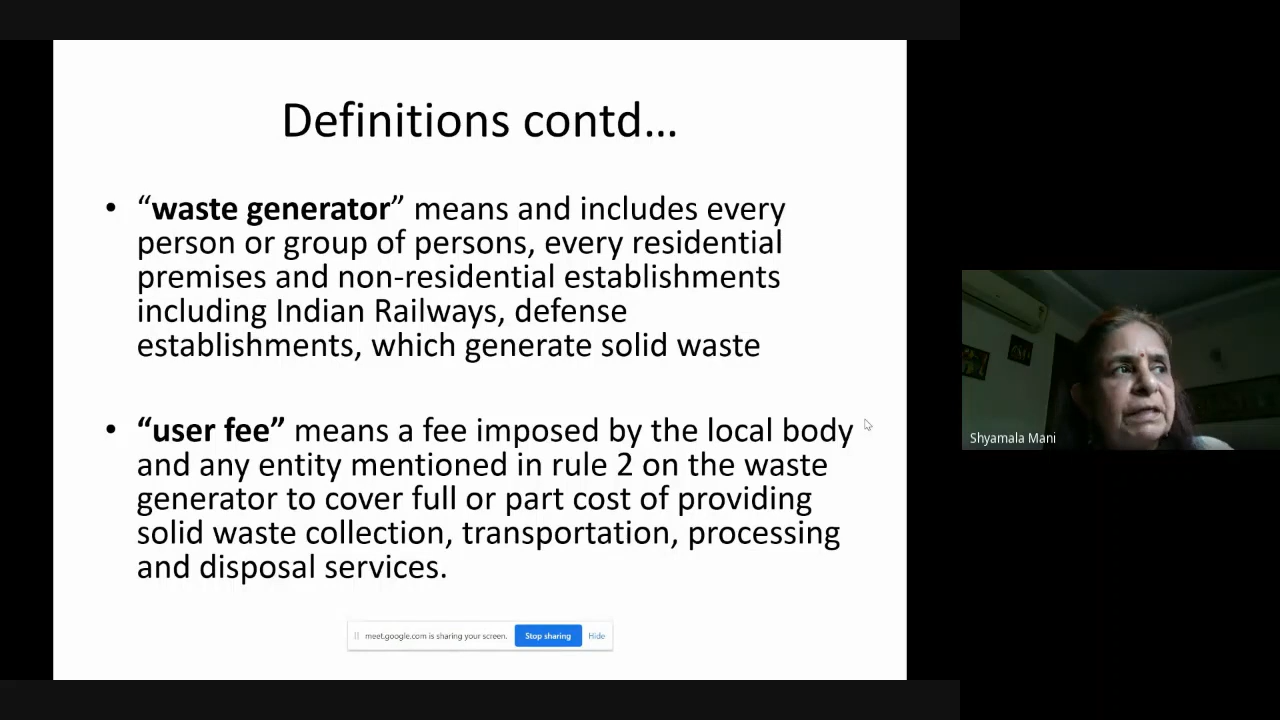 Definitions contd...
• “waste generator” means and includes every
person or group of persons, every residential
premises and non-residential establishments
including Indian Railways, defense
establishments, which generate solid waste
• “user fee” means a fee imposed by the local body
and any entity mentioned in rule 2 on the waste
generator to cover full or part cost of providing
solid waste collection, transportation, processing
and disposal services.
meet.google.com is sharing your screen. Stop sharing Hide
Shyamala Mani